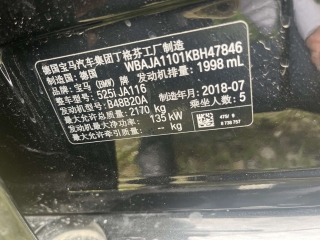 德国宝马汽车集团丁格芬工厂制造
制造国:德国 WBAJA1101KBH47846
品牌:宝马 (BMW) 牌 发动机排量:1998 mL
整车型号:525i JA116
发动机型号:B48B20A 制造年月:2018-07
最大允许总质量:2170 kg 乘坐人数:5
发动机最大净功率:135 kW
最大允许牵引质量:-- kg